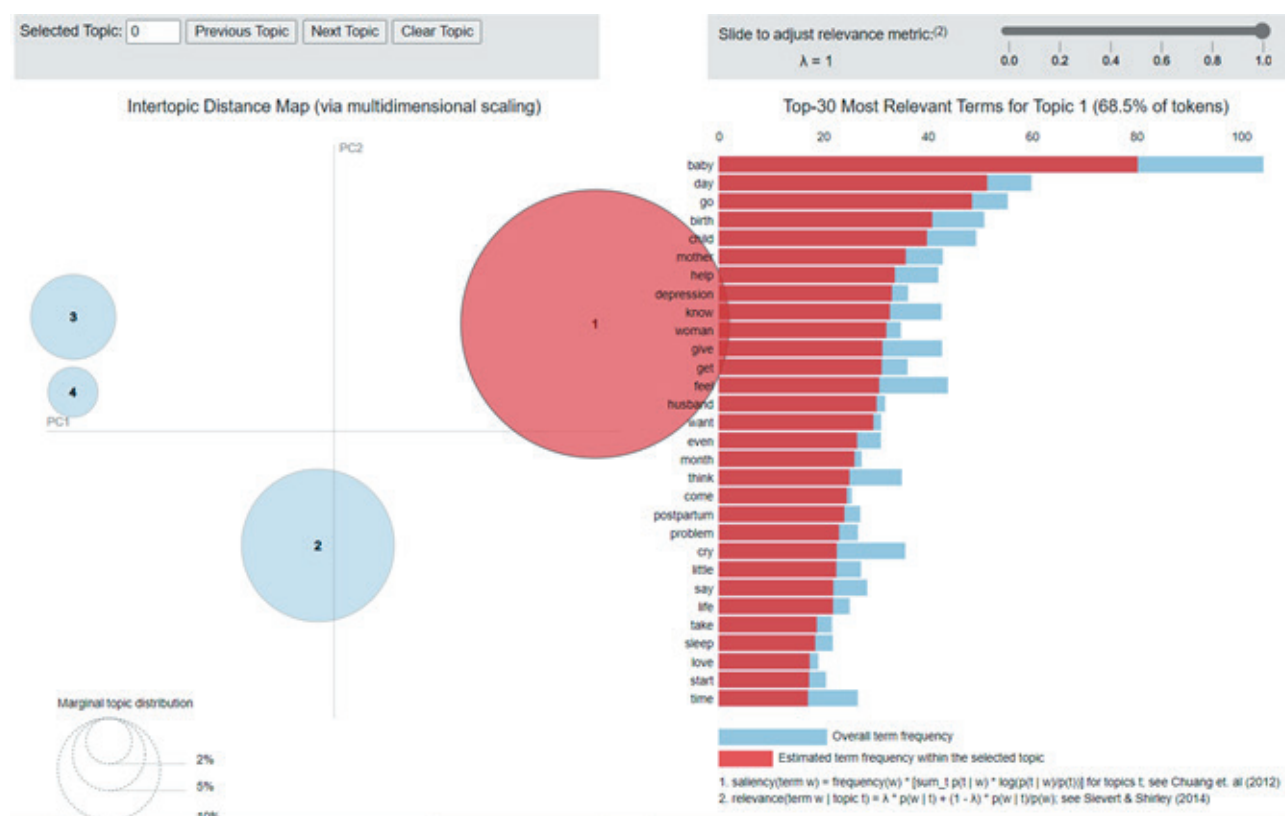 Selected Topic: 0 Previous Topic Next Topic Clear Topic
Slide to adjust relevance metric:(2)
λ = 1
0.0 0.2 0.4 0.6 0.8 1.0
Intertopic Distance Map (via multidimensional scaling)
PC2
PC1
1
2
3
4
Marginal topic distribution
2%
5%
10%
Top-30 Most Relevant Terms for Topic 1 (68.5% of tokens)
0 20 40 60 80 100
baby
day
go
birth
child
mother
help
depression
know
woman
give
get
feel
husband
want
even
month
think
come
postpartum
problem
cry
little
say
life
take
sleep
love
start
time
Overall term frequency
Estimated term frequency within the selected topic
1. saliency(term w) = frequency(w) * [sum_t p(t | w) * log(p(t | w)/p(t))] for topics t; see Chuang et. al (2012)
2. relevance(term w | topic t) = λ * p(w | t) + (1 - λ) * p(w | t)/p(w); see Sievert & Shirley (2014)